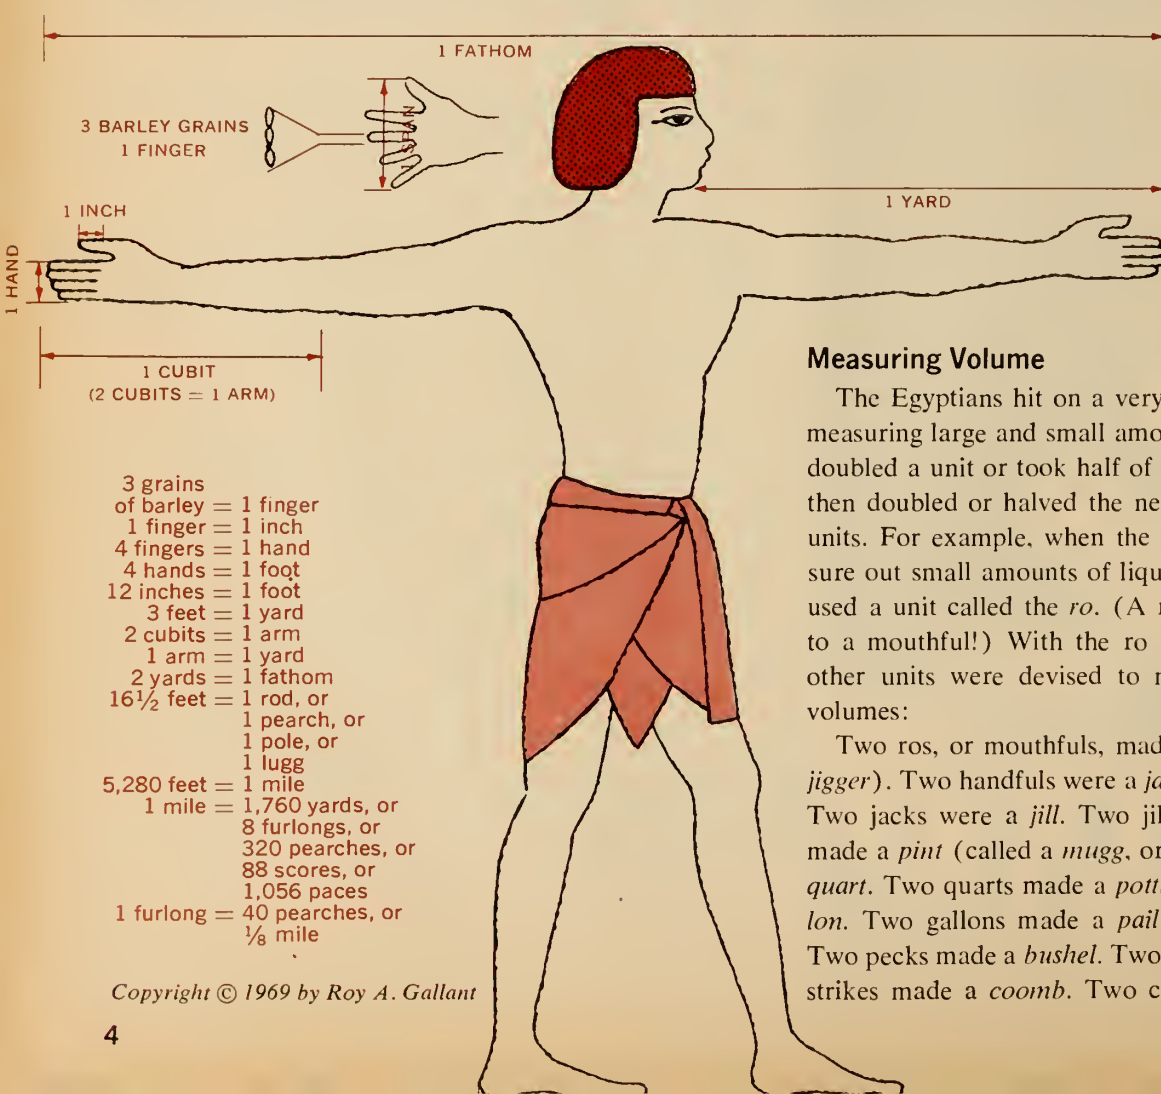 1 FATHOM
3 BARLEY GRAINS
1 FINGER
1 SPAN
1 YARD
1 INCH
1 HAND
1 CUBIT
(2 CUBITS = 1 ARM)
3 grains
of barley = 1 finger
1 finger = 1 inch
4 fingers = 1 hand
4 hands = 1 foot
12 inches = 1 foot
3 feet = 1 yard
2 cubits = 1 arm
1 arm = 1 yard
2 yards = 1 fathom
16½ feet = 1 rod, or
1 pearch, or
1 pole, or
1 lugg
5,280 feet = 1 mile
1 mile = 1,760 yards, or
8 furlongs, or
320 pearches, or
88 scores, or
1,056 paces
1 furlong = 40 pearches, or
⅛ mile
Copyright © 1969 by Roy A. Gallant
4
Measuring Volume
The Egyptians hit on a very
measuring large and small amo
doubled a unit or took half of
then doubled or halved the ne
units. For example, when the
sure out small amounts of liqu
used a unit called the ro. (A
to a mouthful!) With the ro
other units were devised to
volumes:
Two ros, or mouthfuls, mad
jigger). Two handfuls were a
Two jacks were a jill. Two
made a pint (called a mugg, or
quart. Two quarts made a pott
lon. Two gallons made a pail
Two pecks made a bushel. Two
strikes made a coomb. Two c